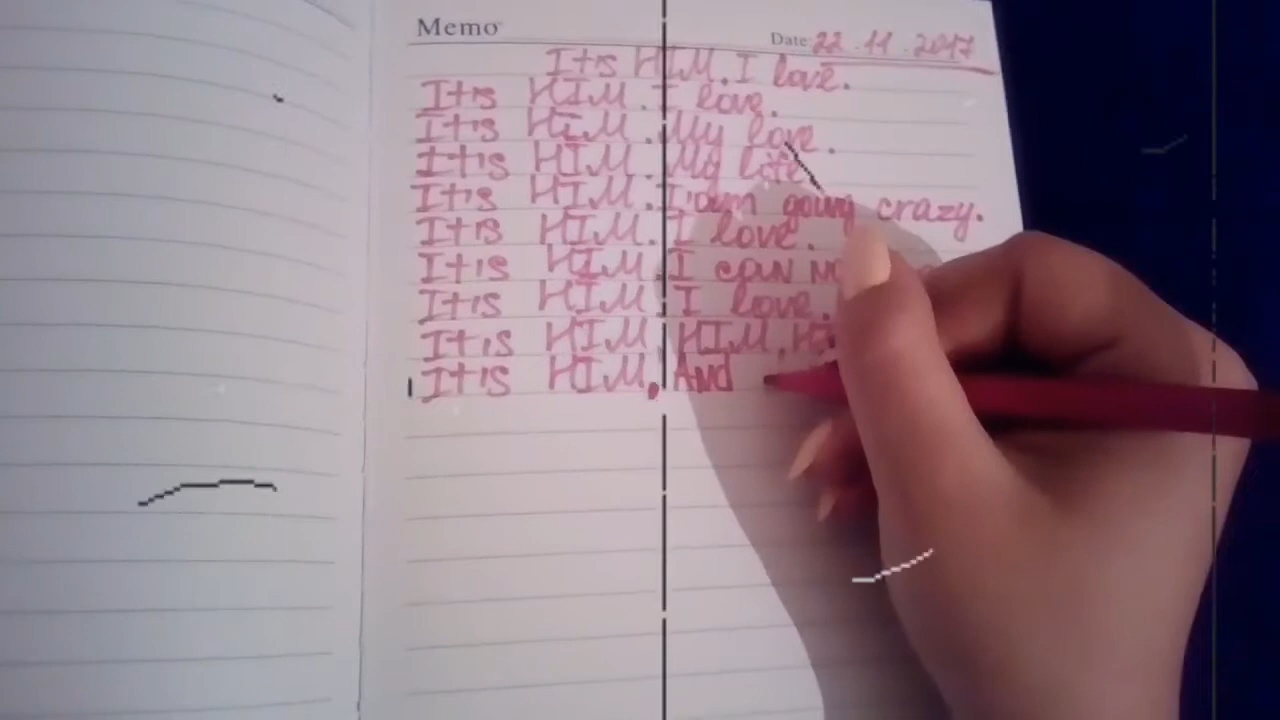 Memo
Date: 22.11.2017
It's HIM. I love.
It's HIM. I love.
It's HIM. My love.
It's HIM. My life
It's HIM. I'am going crazy.
It's HIM. I love.
It's HIM. I can
It's HIM. I love.
It's HIM. HIM.
It's HIM. And